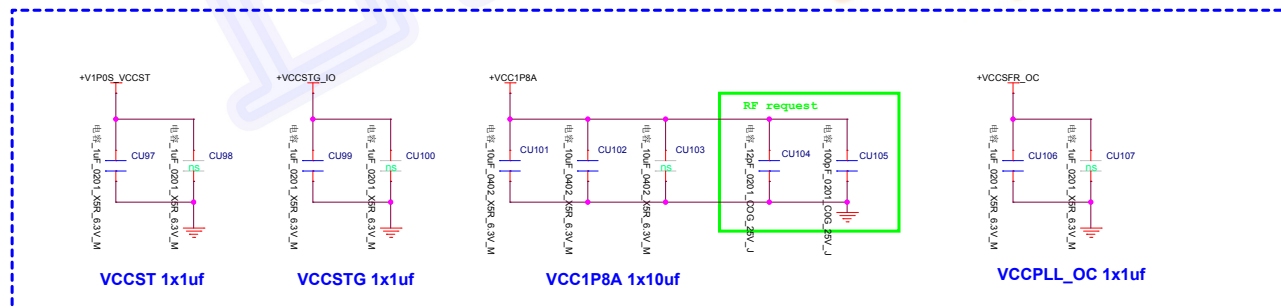 +V1P0S_VCCST
电容_1uF_0201_X5R_6.3V_M
CU97
电容_1uF_0201_X5R_6.3V_M
CU98
ns
VCCST 1x1uf
+VCCSTG_IO
电容_1uF_0201_X5R_6.3V_M
CU99
电容_1uF_0201_X5R_6.3V_M
CU100
ns
VCCSTG 1x1uf
+VCC1P8A
电容_10uF_0402_X5R_6.3V_M
CU101
电容_10uF_0402_X5R_6.3V_M
CU102
电容_10uF_0402_X5R_6.3V_M
CU103
ns
RF request
电容_12pF_0201_COG_25V_J
CU104
电容_100pF_0201_C0G_25V_J
CU105
VCC1P8A 1x10uf
+VCCSFR_OC
电容_1uF_0201_X5R_6.3V_M
CU106
电容_1uF_0201_X5R_6.3V_M
CU107
ns
VCCPLL_OC 1x1uf